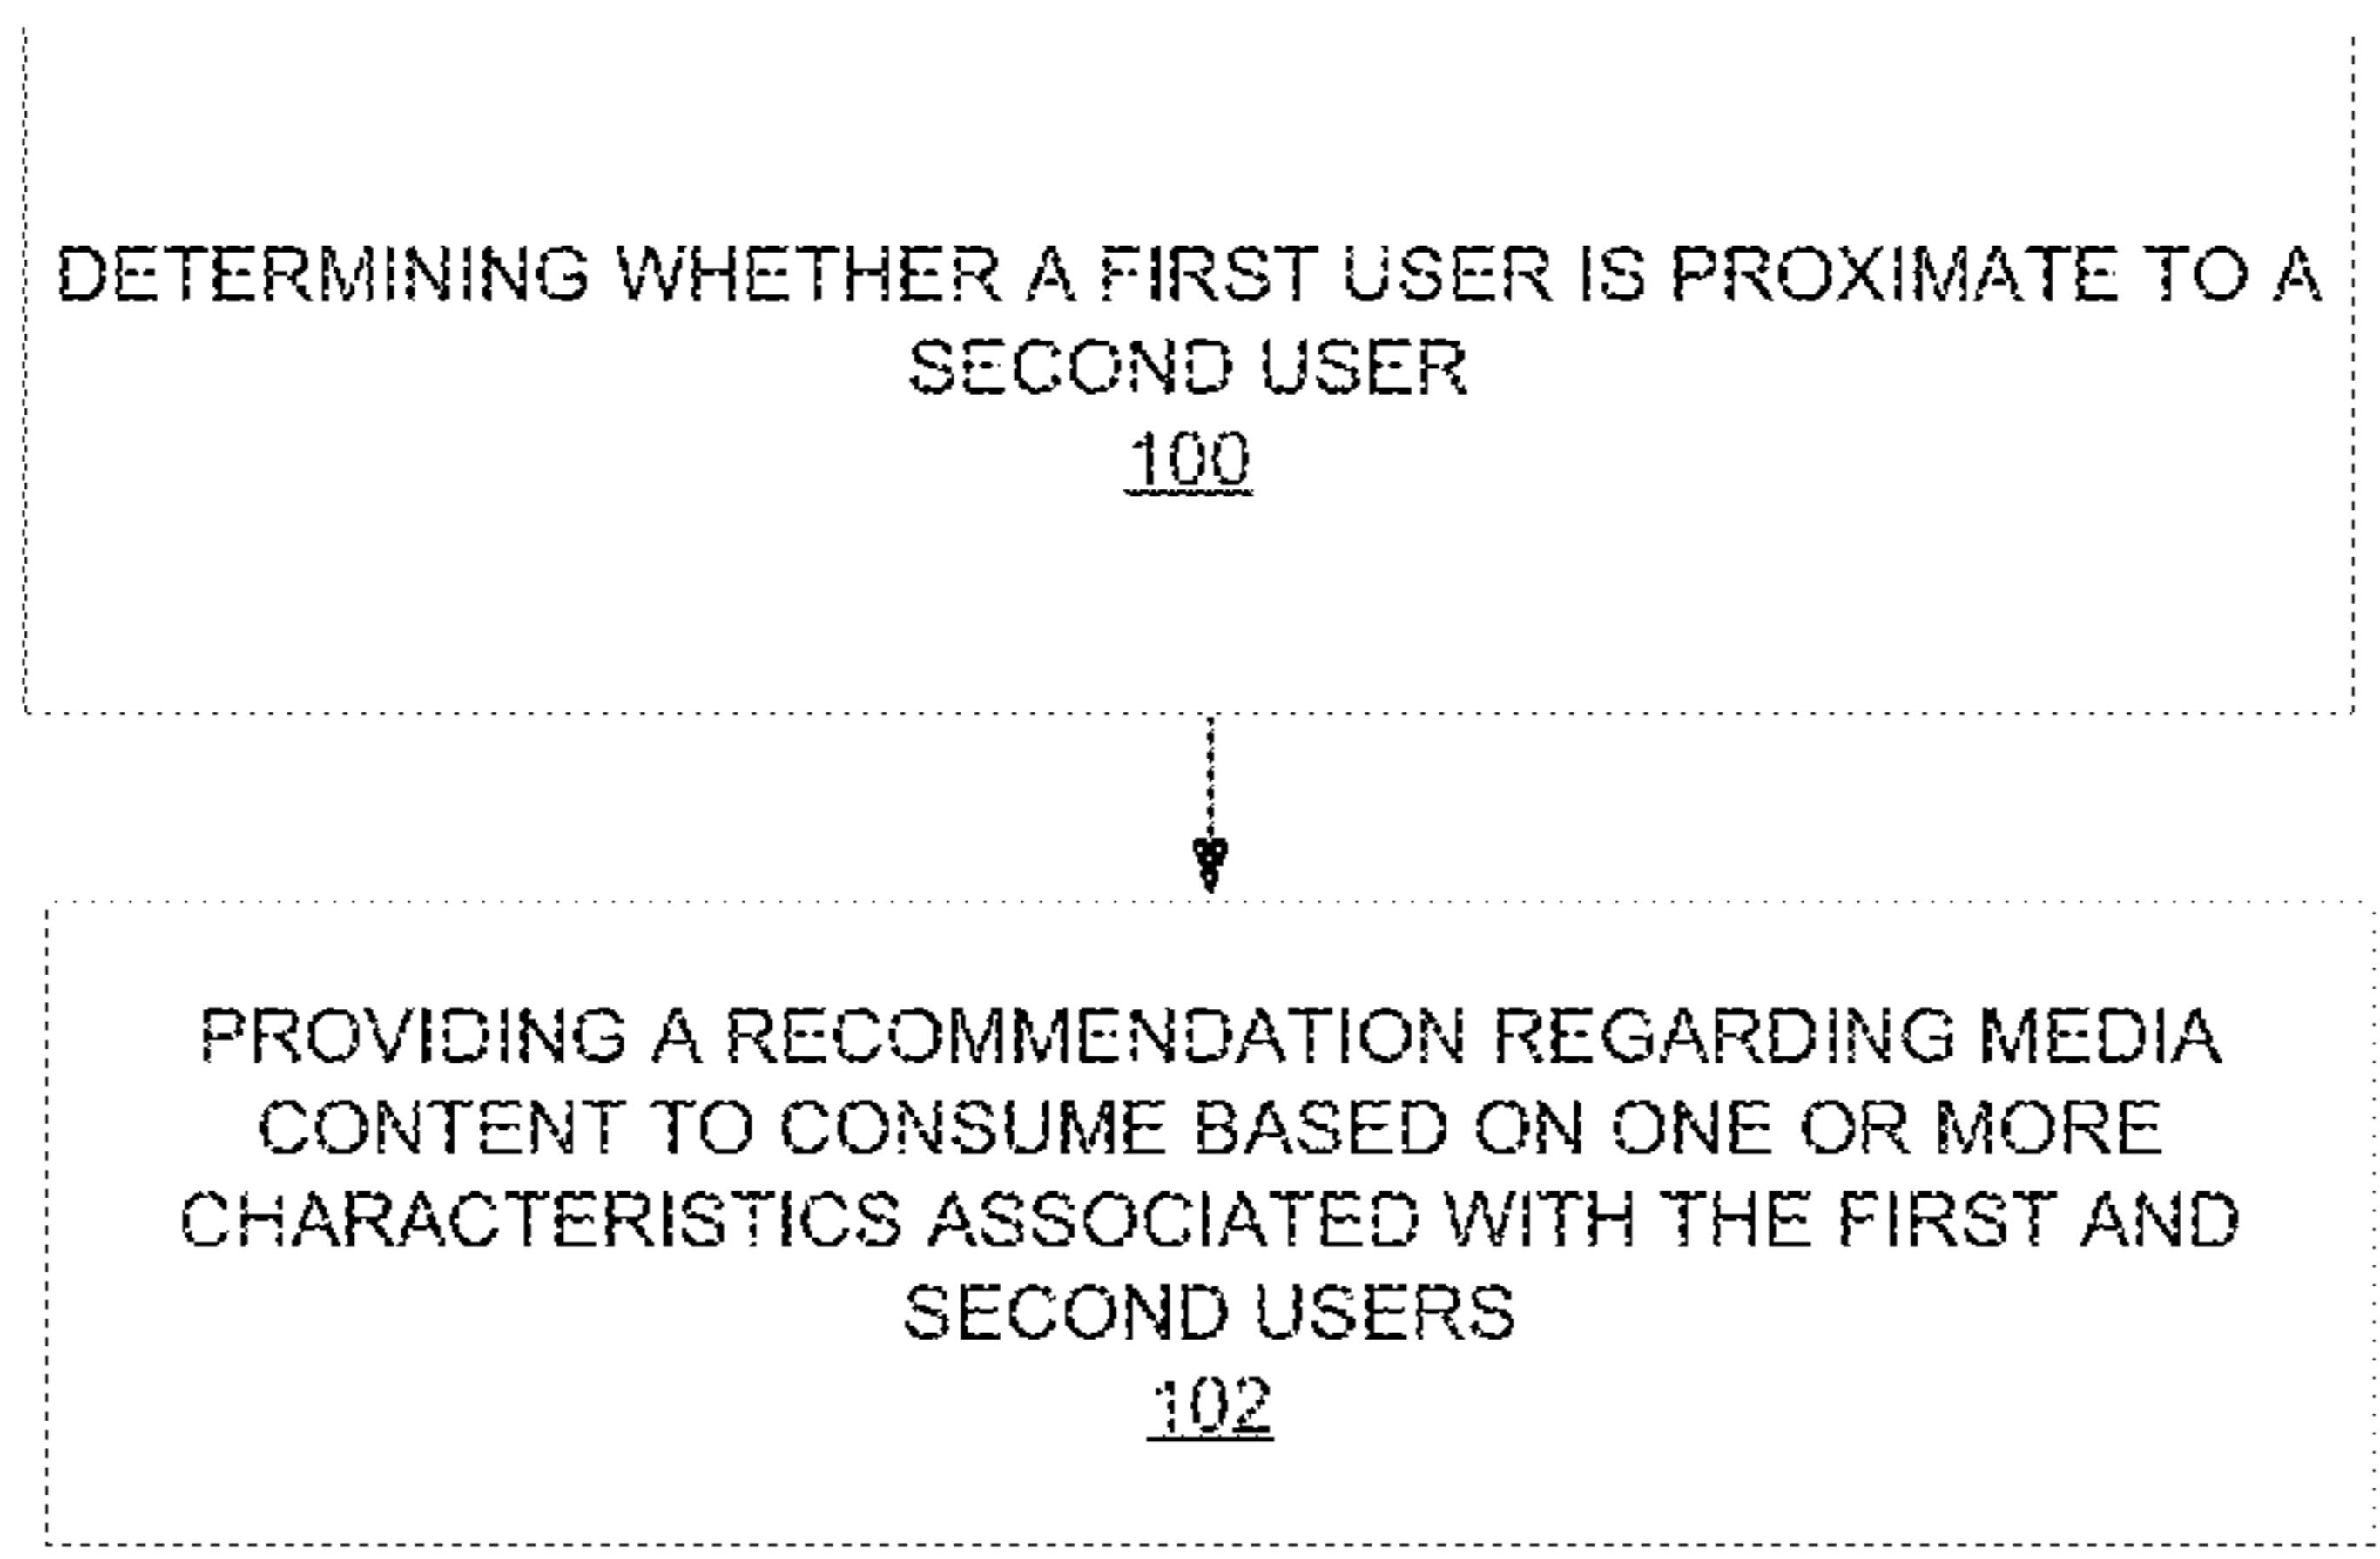 DETERMINING WHETHER A FIRST USER IS PROXIMATE TO A
SECOND USER
100
PROVIDING A RECOMMENDATION REGARDING MEDIA
CONTENT TO CONSUME BASED ON ONE OR MORE
CHARACTERISTICS ASSOCIATED WITH THE FIRST AND
SECOND USERS
102